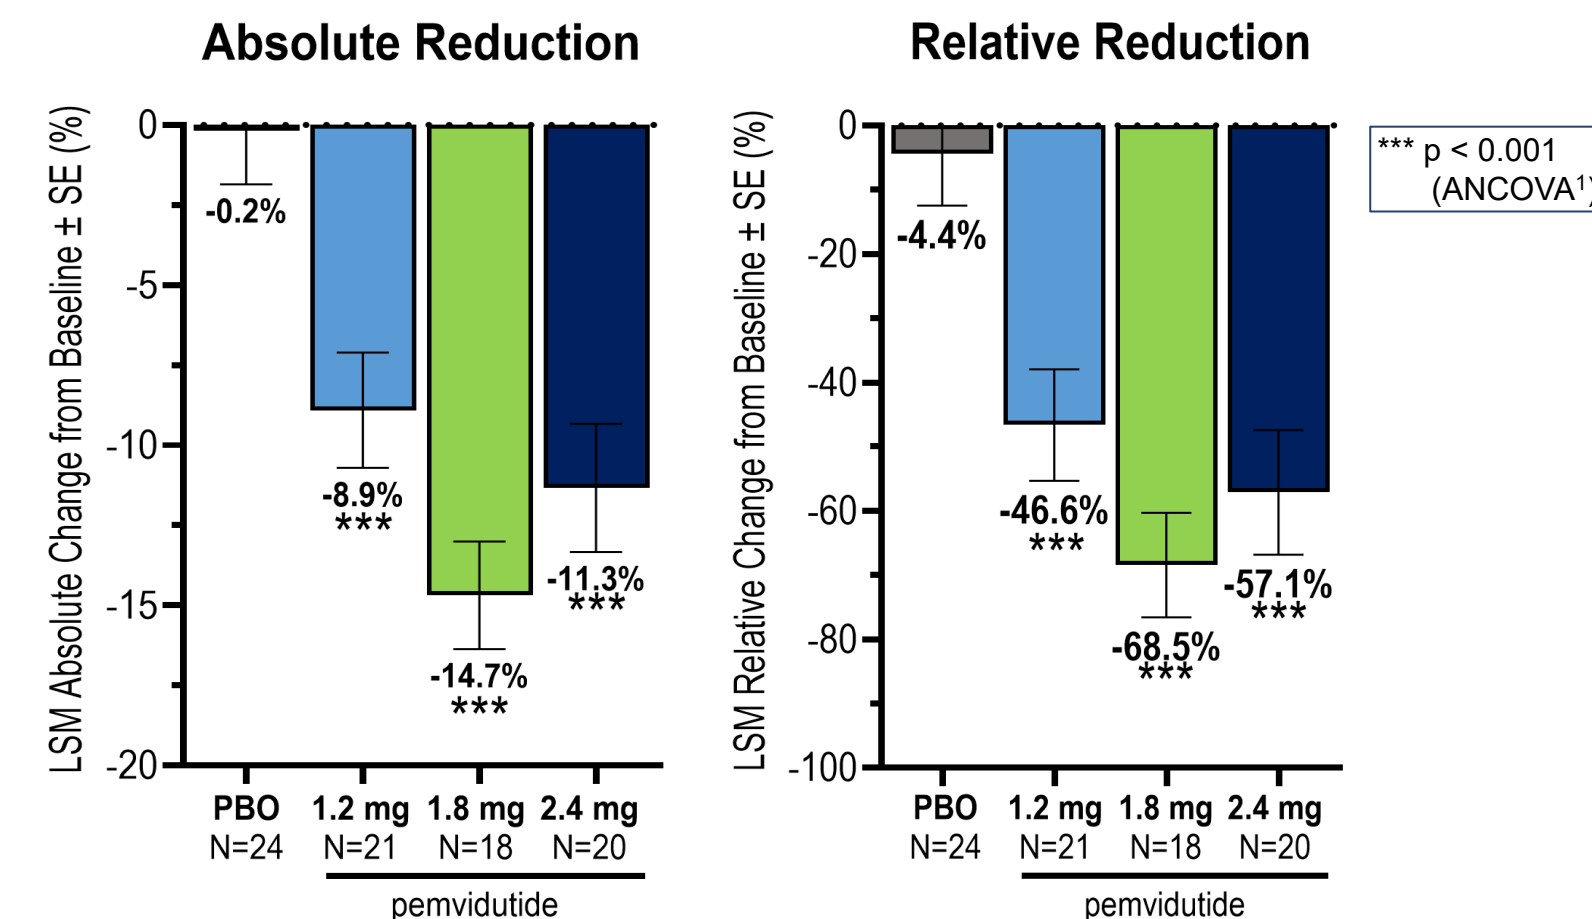 Absolute Reduction
LSM Absolute Change from Baseline ± SE (%)
0
-5
-10
-15
-20
-0.2%
-8.9%
***
-14.7%
***
-11.3%
***
PBO 1.2 mg 1.8 mg 2.4 mg
N=24 N=21 N=18 N=20
pemvidutide
Relative Reduction
LSM Relative Change from Baseline ± SE (%)
0
-20
-40
-60
-80
-100
-4.4%
-46.6%
***
-68.5%
***
-57.1%
***
PBO 1.2 mg 1.8 mg 2.4 mg
N=24 N=21 N=18 N=20
pemvidutide
*** p < 0.001
(ANCOVA¹)